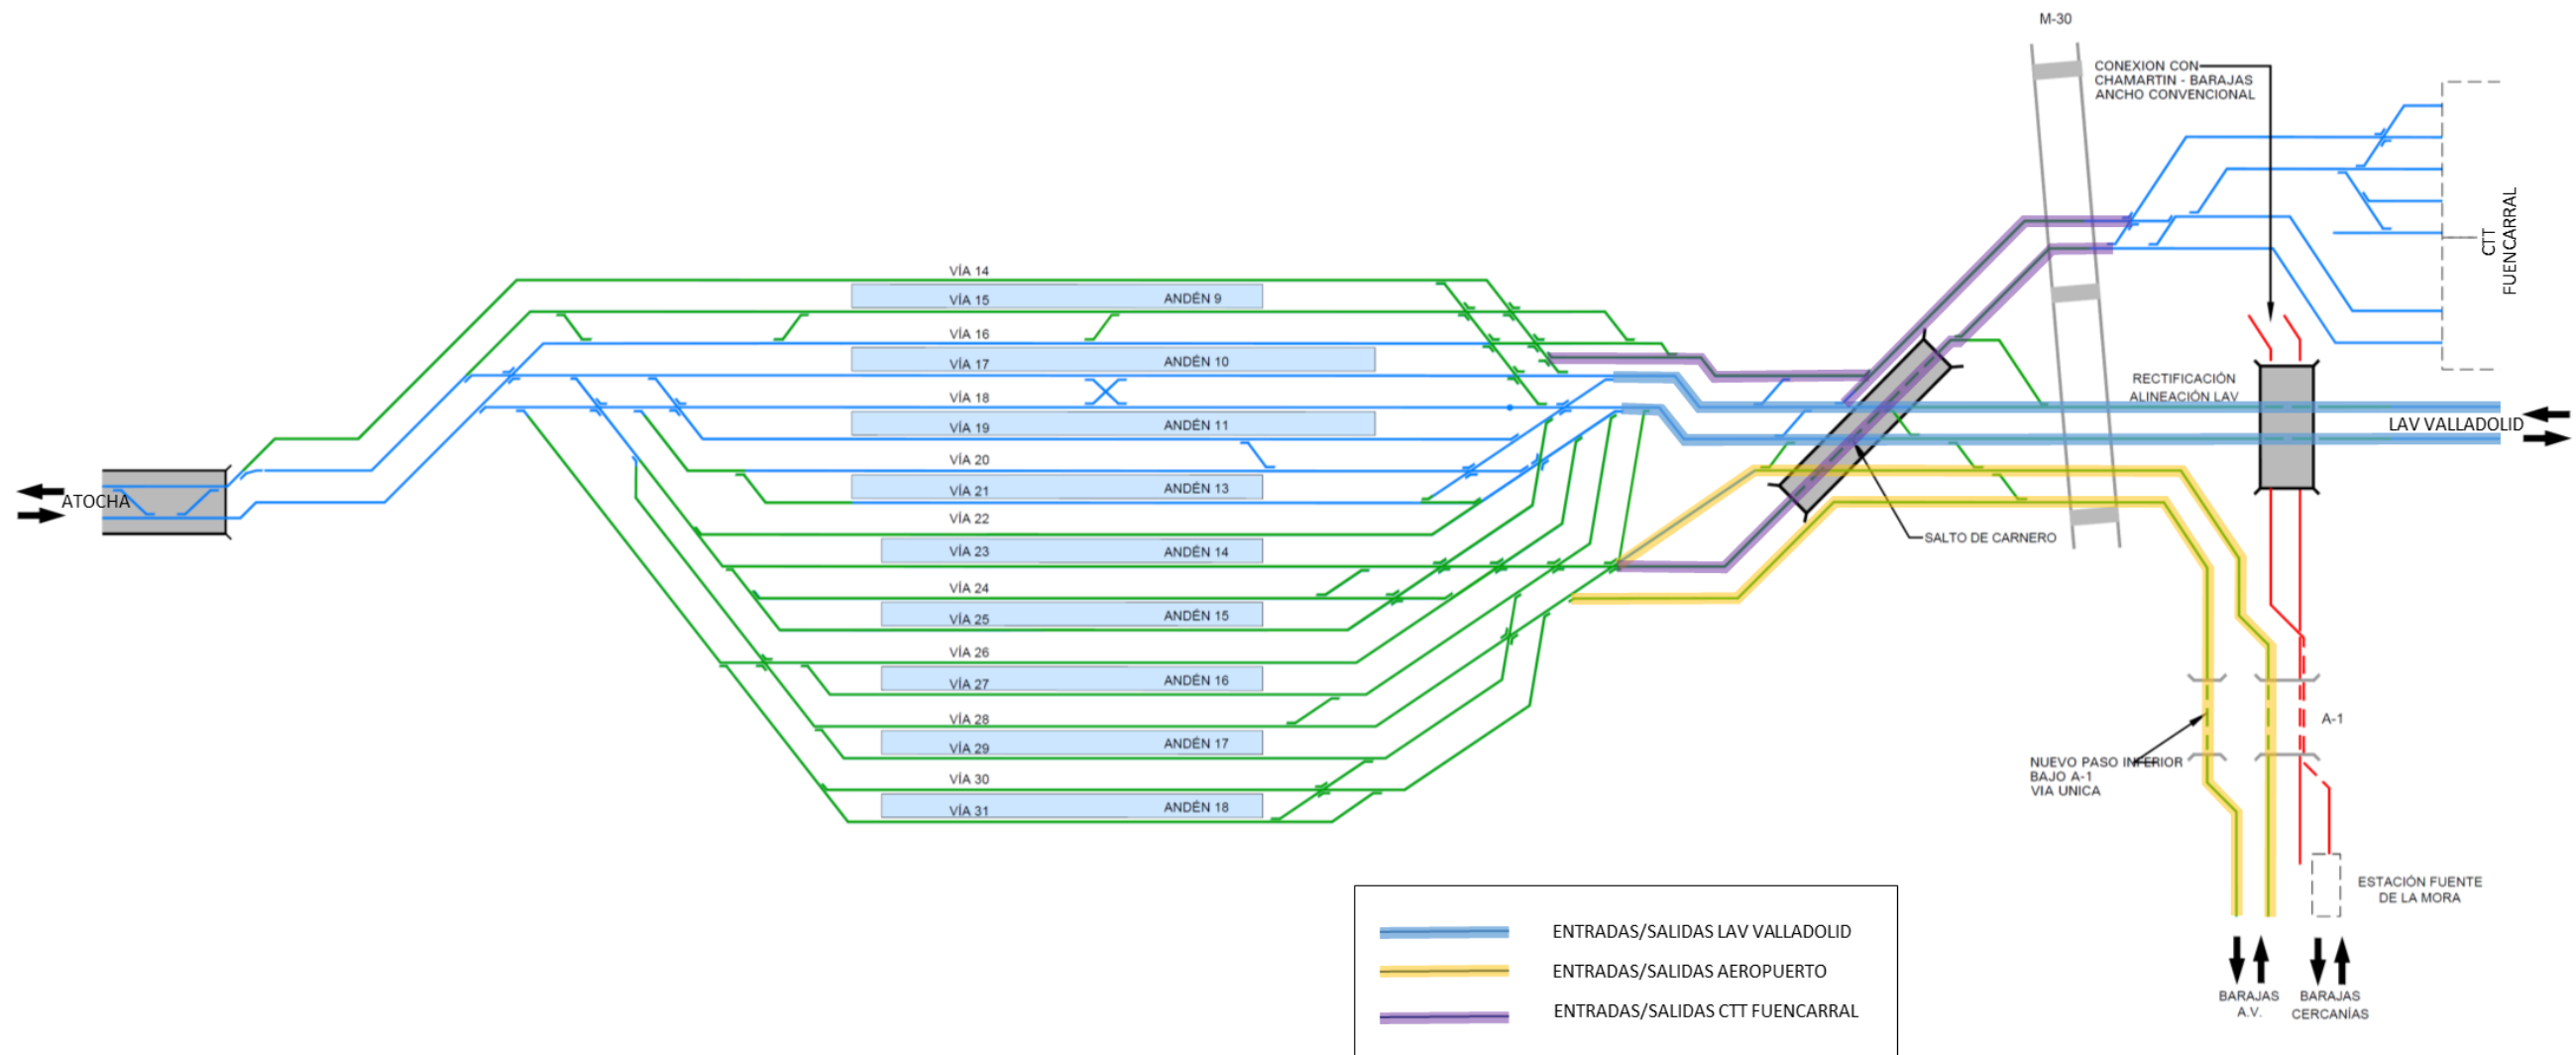 M-30
CONEXION CON
CHAMARTIN - BARAJAS
ANCHO CONVENCIONAL
CTT
FUENCARRAL
VÍA 14
VÍA 15
ANDÉN 9
VÍA 16
VÍA 17
ANDÉN 10
RECTIFICACIÓN
ALINEACIÓN LAV
VÍA 18
VÍA 19
ANDÉN 11
LAV VALLADOLID
VÍA 20
VÍA 21
ANDÉN 13
ATOCHA
VÍA 22
SALTO DE CARNERO
VÍA 23
ANDÉN 14
VÍA 24
VÍA 25
ANDÉN 15
VÍA 26
VÍA 27
ANDÉN 16
VÍA 28
A-1
VÍA 29
ANDÉN 17
NUEVO PASO INFERIOR
BAJO A-1
VIA UNICA
VÍA 30
VÍA 31
ANDÉN 18
ESTACIÓN FUENTE
DE LA MORA
ENTRADAS/SALIDAS LAV VALLADOLID
ENTRADAS/SALIDAS AEROPUERTO
ENTRADAS/SALIDAS CTT FUENCARRAL
BARAJAS
A.V.
BARAJAS
CERCANÍAS